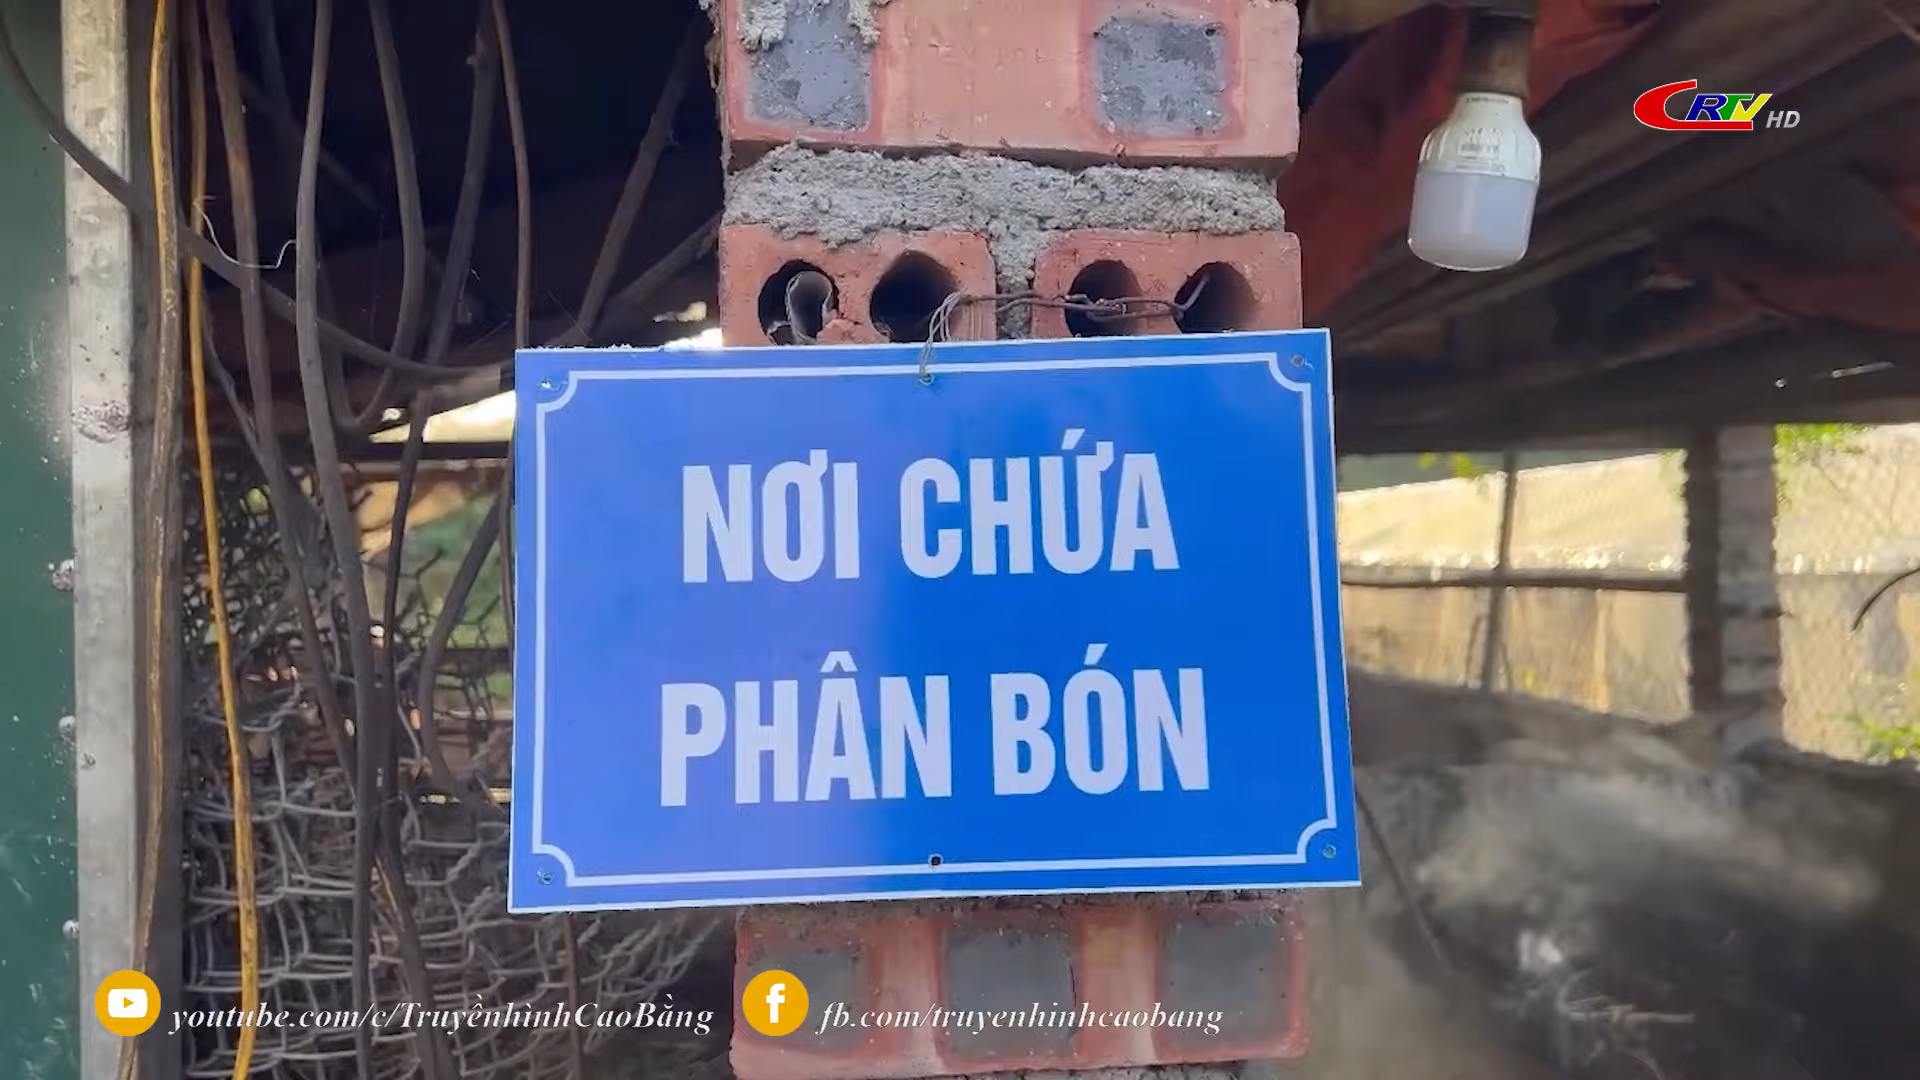 CRTV HD
NƠI CHỨA
PHÂN BÓN
youtube.com/c/TruyềnhìnhCaoBằng
fb.com/truyenhinhcaobang